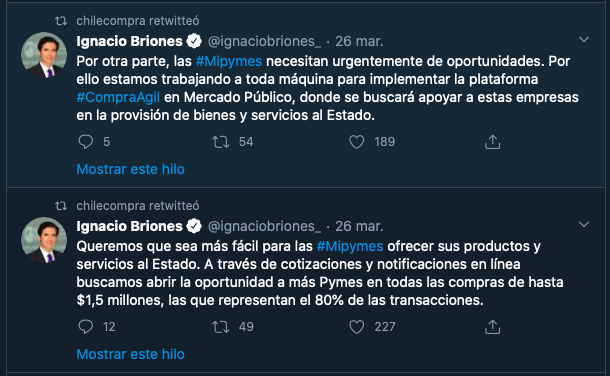 chilecompra retwitteó
Ignacio Briones @ignaciobriones_ · 26 mar.
Por otra parte, las #Mipymes necesitan urgentemente de oportunidades. Por
ello estamos trabajando a toda máquina para implementar la plataforma
#CompraAgil en Mercado Público, donde se buscará apoyar a estas empresas
en la provisión de bienes y servicios al Estado.
5 54 189
Mostrar este hilo
chilecompra retwitteó
Ignacio Briones @ignaciobriones_ · 26 mar.
Queremos que sea más fácil para las #Mipymes ofrecer sus productos y
servicios al Estado. A través de cotizaciones y notificaciones en línea
buscamos abrir la oportunidad a más Pymes en todas las compras de hasta
$1,5 millones, las que representan el 80% de las transacciones.
12 49 227
Mostrar este hilo